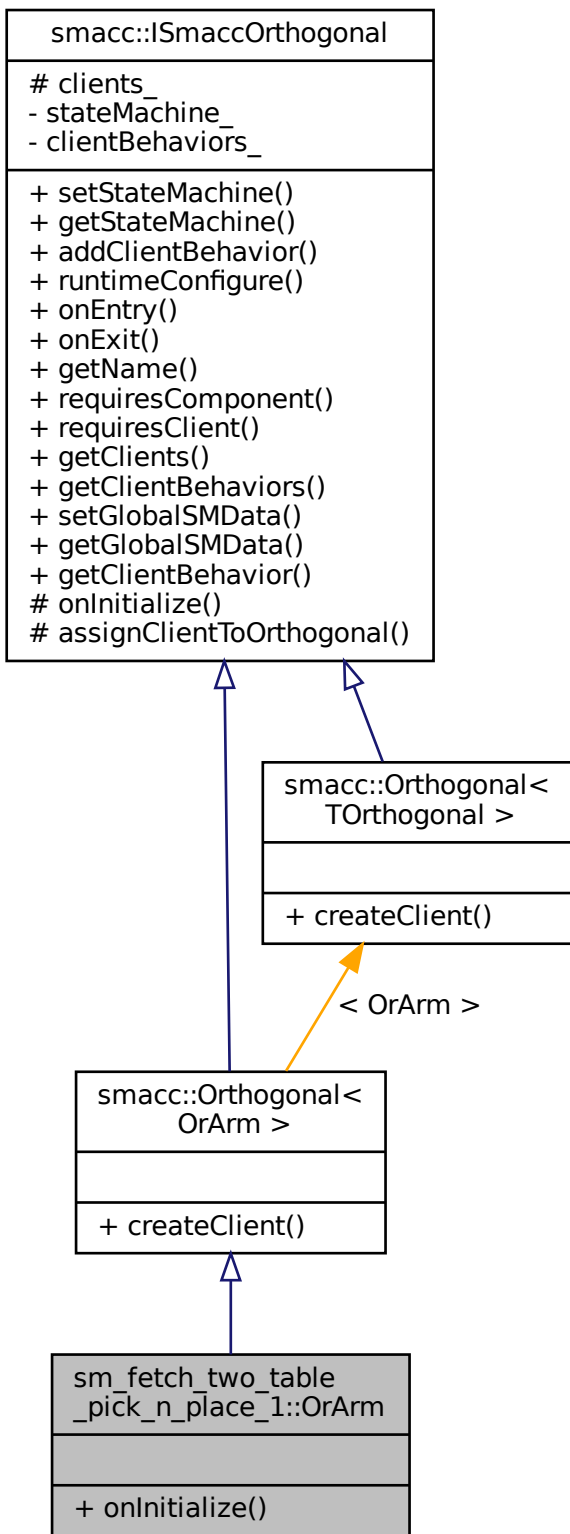 smacc::ISmaccOrthogonal
# clients_
- stateMachine_
- clientBehaviors_
+ setStateMachine()
+ getStateMachine()
+ addClientBehavior()
+ runtimeConfigure()
+ onEntry()
+ onExit()
+ getName()
+ requiresComponent()
+ requiresClient()
+ getClients()
+ getClientBehaviors()
+ setGlobalSMData()
+ getGlobalSMData()
+ getClientBehavior()
# onInitialize()
# assignClientToOrthogonal()
smacc::Orthogonal<
TOrthogonal >
+ createClient()
< OrArm >
smacc::Orthogonal<
OrArm >
+ createClient()
sm_fetch_two_table
_pick_n_place_1::OrArm
+ onInitialize()